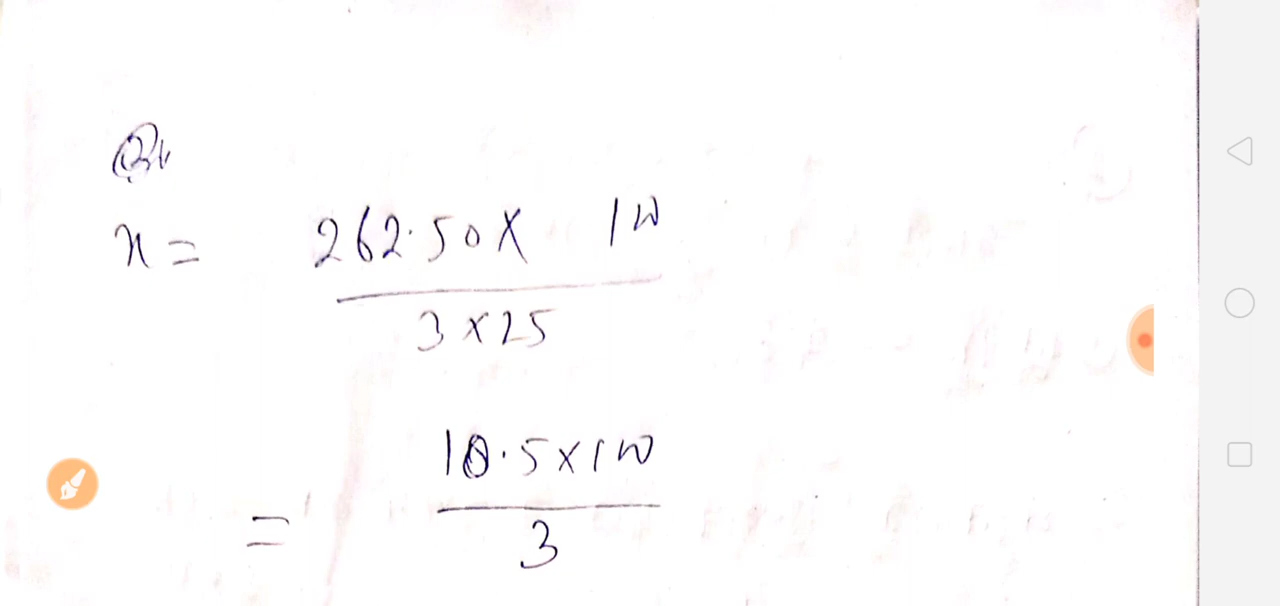 x = 262.50 x 100
3 x 25
= 10.5 x 100
3